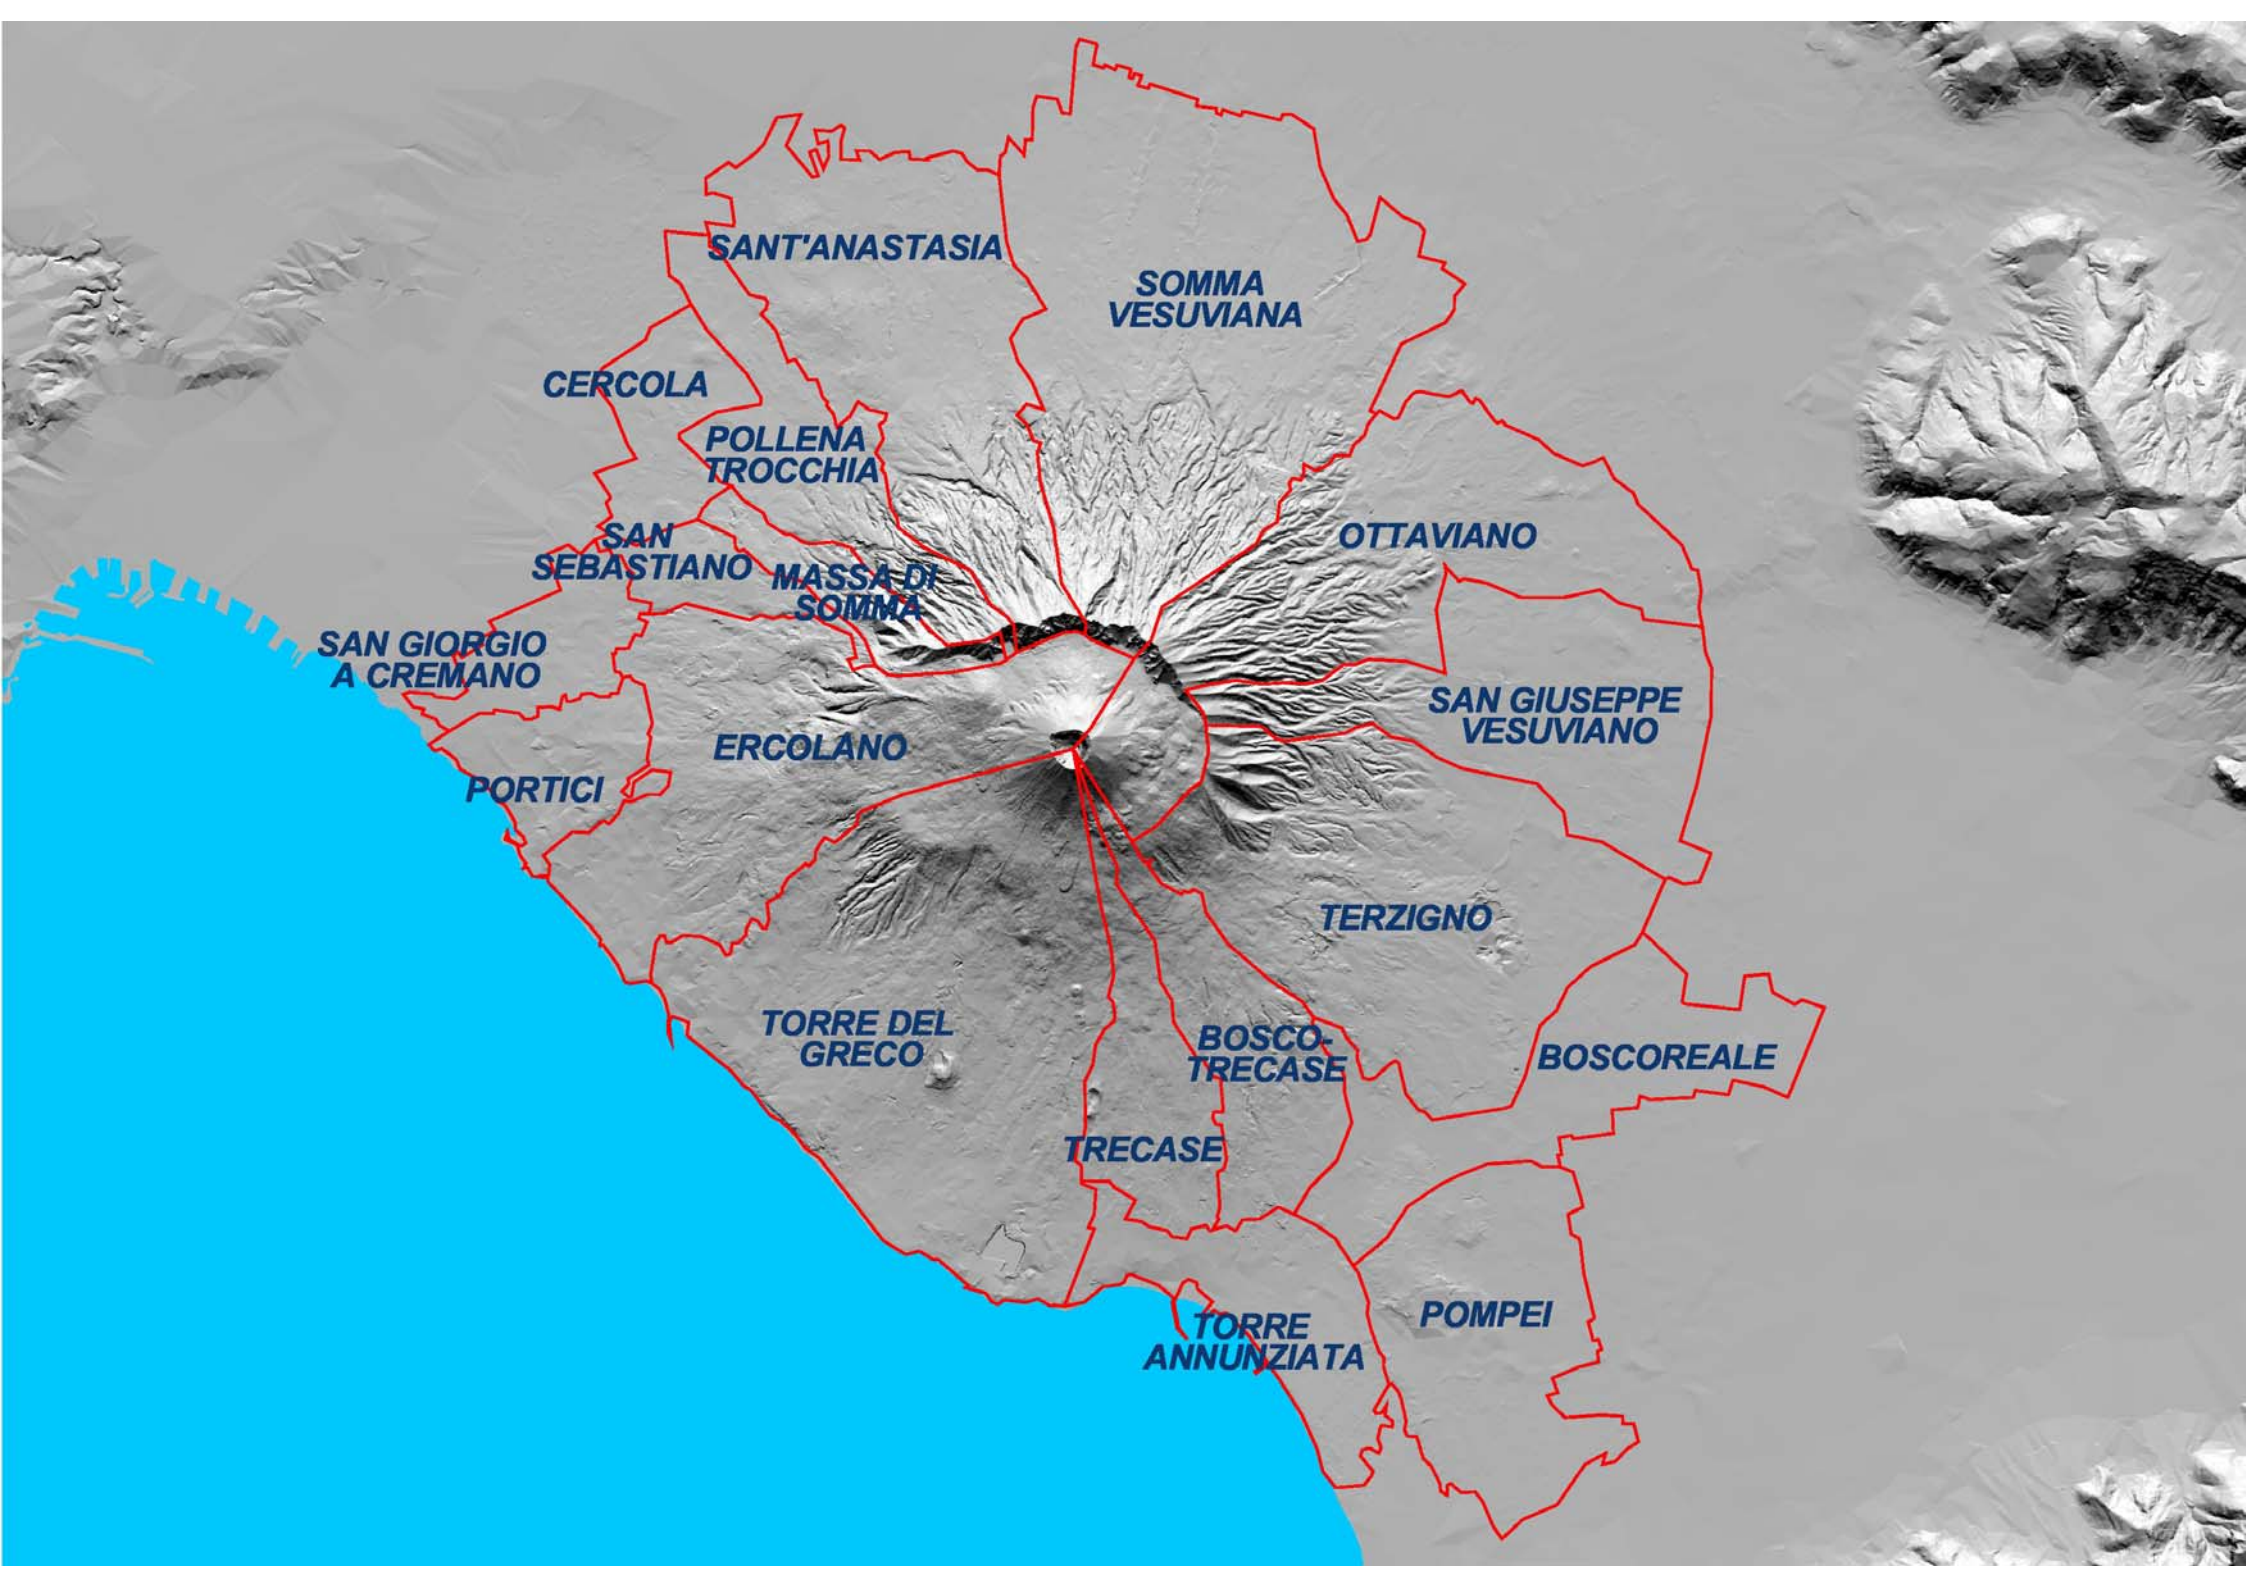 SANT'ANASTASIA
SOMMA
VESUVIANA
CERCOLA
POLLENA
TROCCHIA
OTTAVIANO
SAN
SEBASTIANO
MASSA DI
SOMMA
SAN GIORGIO
A CREMANO
SAN GIUSEPPE
VESUVIANO
ERCOLANO
PORTICI
TERZIGNO
TORRE DEL
GRECO
BOSCO-
TRECASE
BOSCOREALE
TRECASE
POMPEI
TORRE
ANNUNZIATA